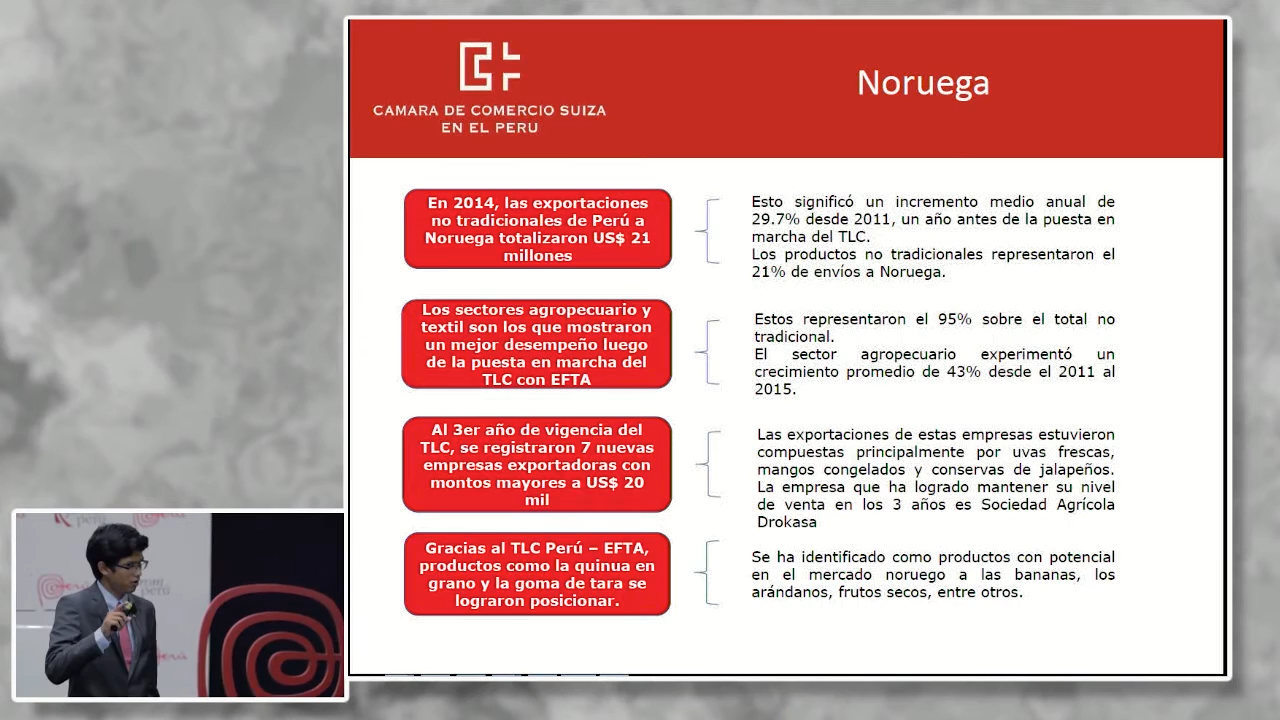 CAMARA DE COMERCIO SUIZA
EN EL PERU
Noruega
En 2014, las exportaciones
no tradicionales de Perú a
Noruega totalizaron US$ 21
millones
Esto significó un incremento medio anual de
29.7% desde 2011, un año antes de la puesta en
marcha del TLC.
Los productos no tradicionales representaron el
21% de envíos a Noruega.
Los sectores agropecuario y
textil son los que mostraron
un mejor desempeño luego
de la puesta en marcha del
TLC con EFTA
Estos representaron el 95% sobre el total no
tradicional.
El sector agropecuario experimentó un
crecimiento promedio de 43% desde el 2011 al
2015.
Al 3er año de vigencia del
TLC, se registraron 7 nuevas
empresas exportadoras con
montos mayores a US$ 20
mil
Las exportaciones de estas empresas estuvieron
compuestas principalmente por uvas frescas,
mangos congelados y conservas de jalapeños.
La empresa que ha logrado mantener su nivel
de venta en los 3 años es Sociedad Agrícola
Drokasa
Gracias al TLC Perú – EFTA,
productos como la quinua en
grano y la goma de tara se
lograron posicionar.
Se ha identificado como productos con potencial
en el mercado noruego a las bananas, los
arándanos, frutos secos, entre otros.
perú